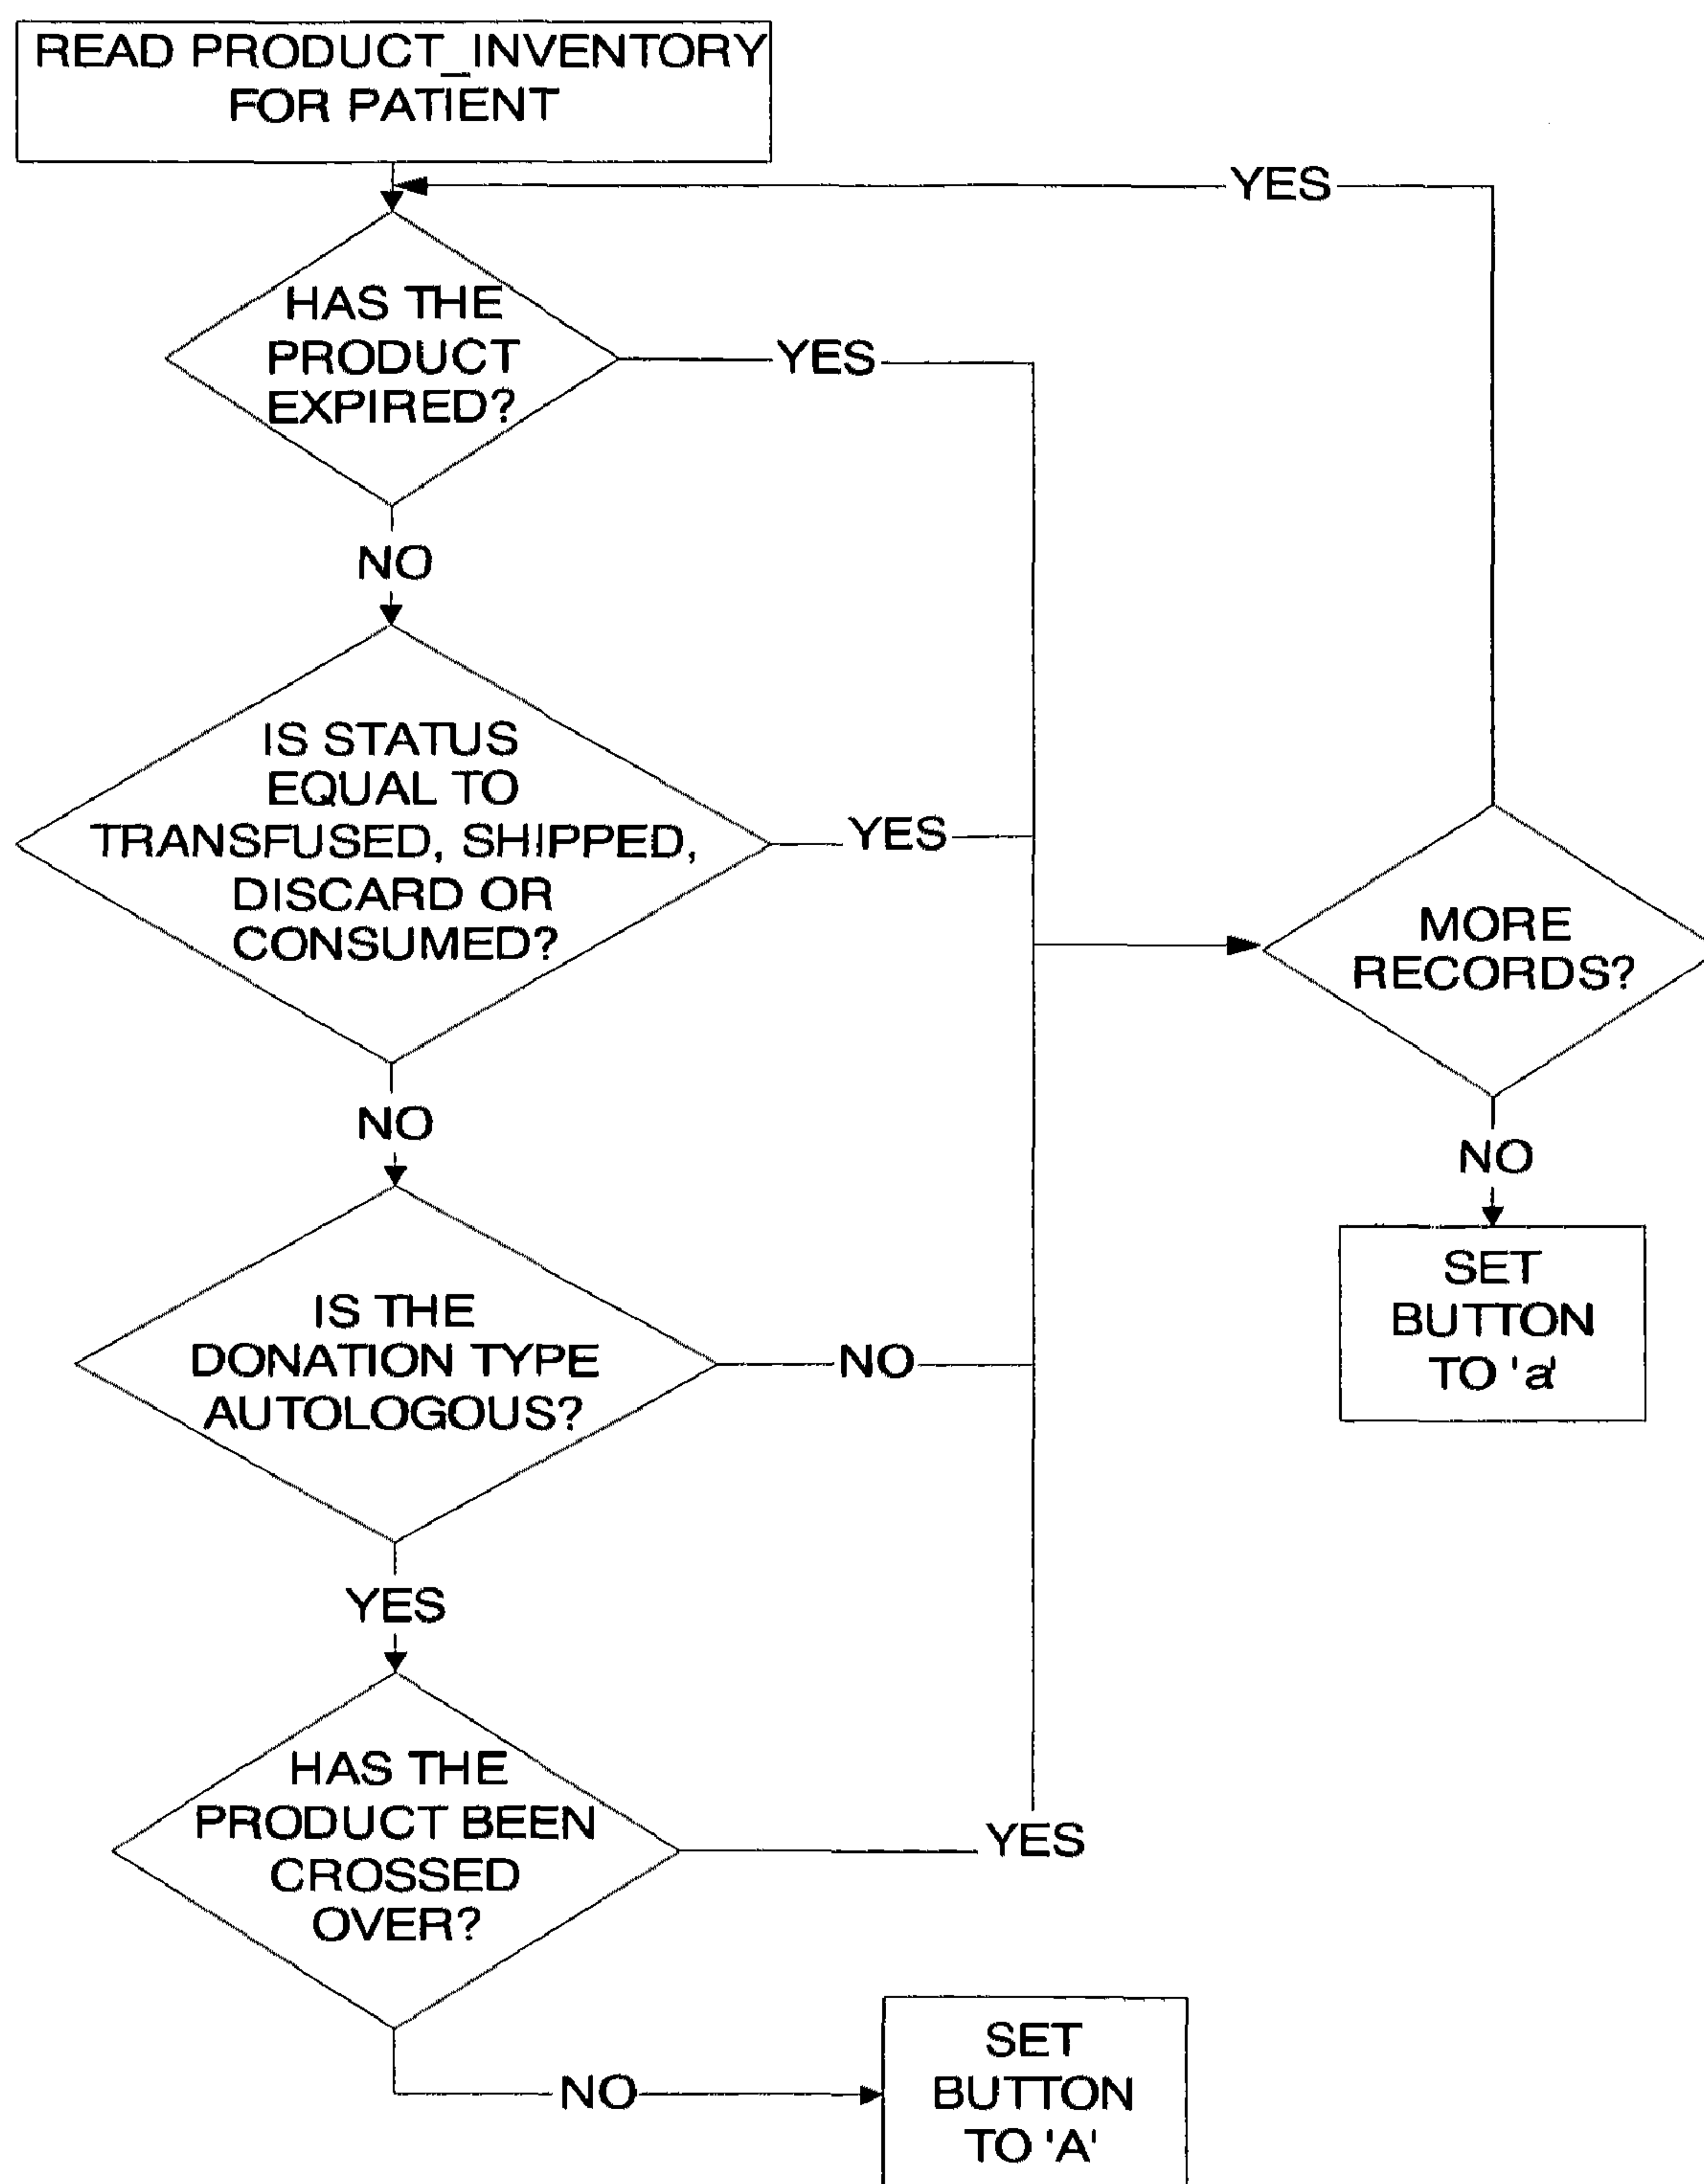 READ PRODUCT_INVENTORY
FOR PATIENT
YES
HAS THE
PRODUCT
EXPIRED?
YES
NO
IS STATUS
EQUAL TO
TRANSFUSED, SHIPPED,
DISCARD OR
CONSUMED?
YES
MORE
RECORDS?
NO
NO
SET
BUTTON
TO 'a'
IS THE
DONATION TYPE
AUTOLOGOUS?
NO
YES
HAS THE
PRODUCT BEEN
CROSSED
OVER?
YES
NO
SET
BUTTON
TO 'A'